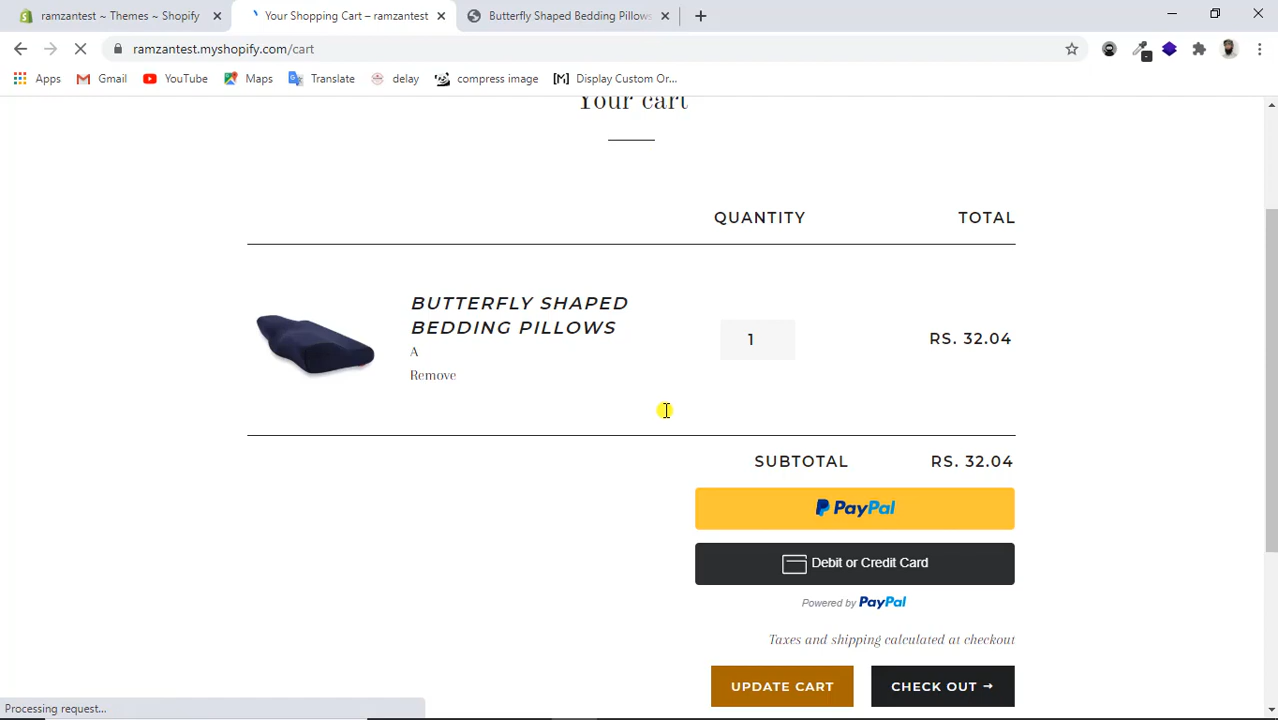 ramzantest ~ Themes ~ Shopify
Your Shopping Cart – ramzantest
Butterfly Shaped Bedding Pillows
ramzantest.myshopify.com/cart
Apps
Gmail
YouTube
Maps
Translate
delay
compress image
[M] Display Custom Or...
Your cart
QUANTITY TOTAL
BUTTERFLY SHAPED
BEDDING PILLOWS
A
Remove
1
RS. 32.04
SUBTOTAL RS. 32.04
PayPal
Debit or Credit Card
Powered by PayPal
Taxes and shipping calculated at checkout
UPDATE CART
CHECK OUT →
Processing request...